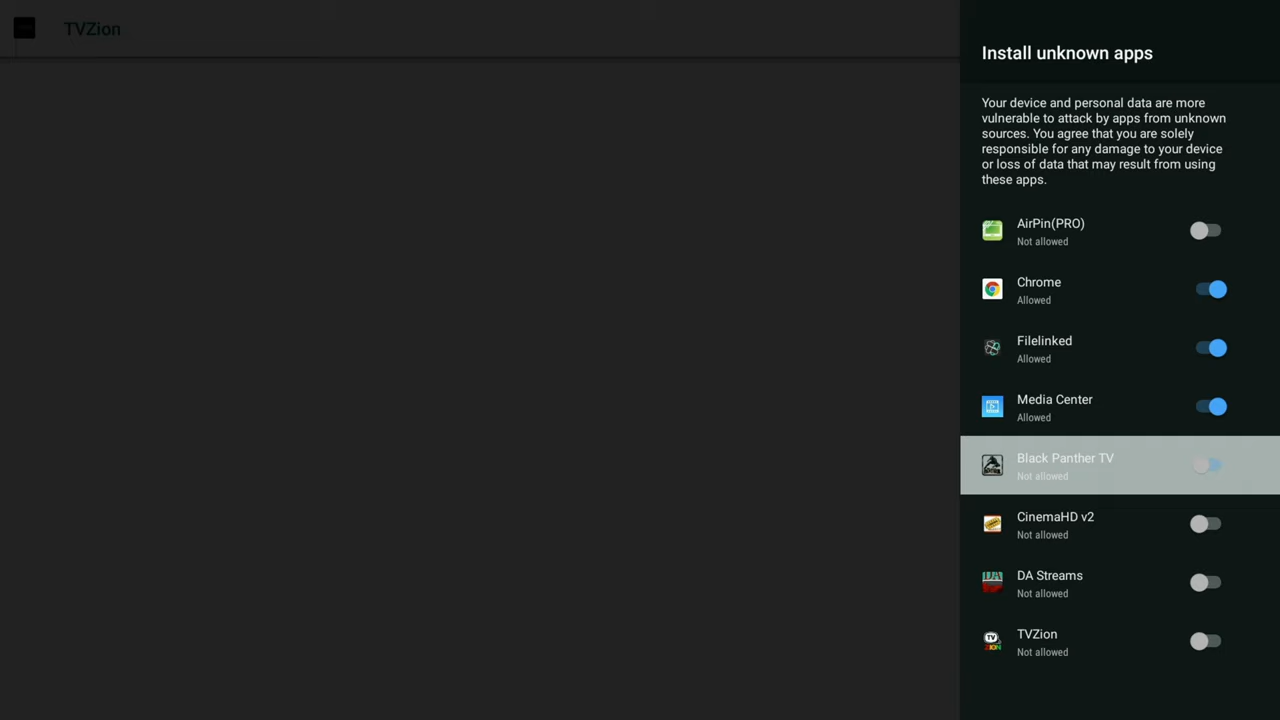 TVZion
Install unknown apps
Your device and personal data are more
vulnerable to attack by apps from unknown
sources. You agree that you are solely
responsible for any damage to your device
or loss of data that may result from using
these apps.
AirPin(PRO)
Not allowed
Chrome
Allowed
Filelinked
Allowed
Media Center
Allowed
Black Panther TV
Not allowed
CinemaHD v2
Not allowed
DA Streams
Not allowed
TVZion
Not allowed